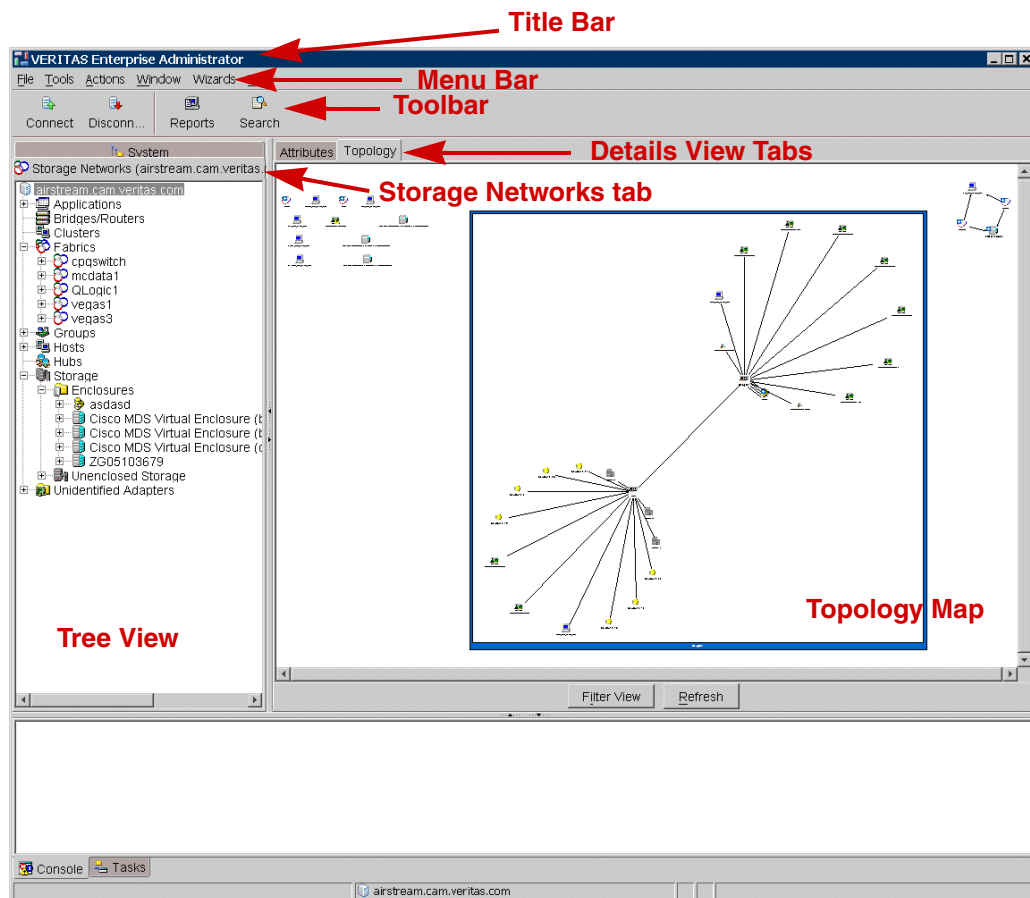 Title Bar
VERITAS Enterprise Administrator
File Tools Actions Window Wizards
Menu Bar
Connect Disconn... Reports Search
Toolbar
System
Storage Networks (airstream.cam.veritas.
Attributes Topology
Details View Tabs
Storage Networks tab
airstream.cam.veritas.com
Applications
Bridges/Routers
Clusters
Fabrics
cpqswitch
mcdata1
QLogic1
vegas1
vegas3
Groups
Hosts
Hubs
Storage
Enclosures
asdasd
Cisco MDS Virtual Enclosure (b
Cisco MDS Virtual Enclosure (b
Cisco MDS Virtual Enclosure (c
ZG05103679
Unenclosed Storage
Unidentified Adapters
Tree View
Topology Map
Filter View Refresh
Console Tasks
airstream.cam.veritas.com